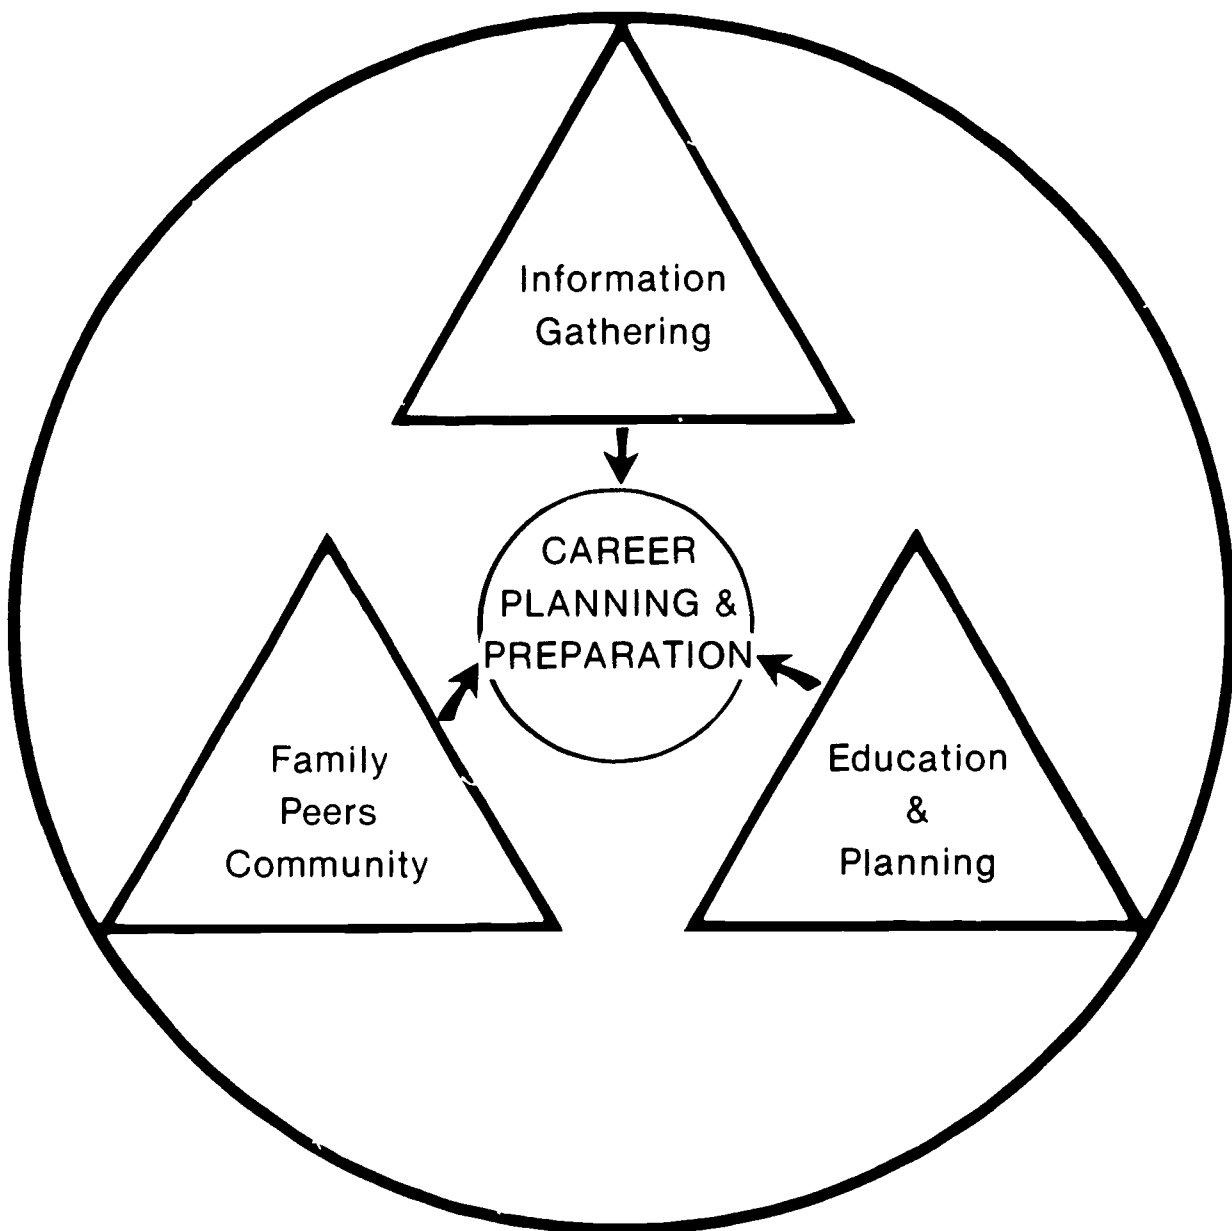 Information
Gathering
CAREER
PLANNING &
PREPARATION
Family
Peers
Community
Education
&
Planning